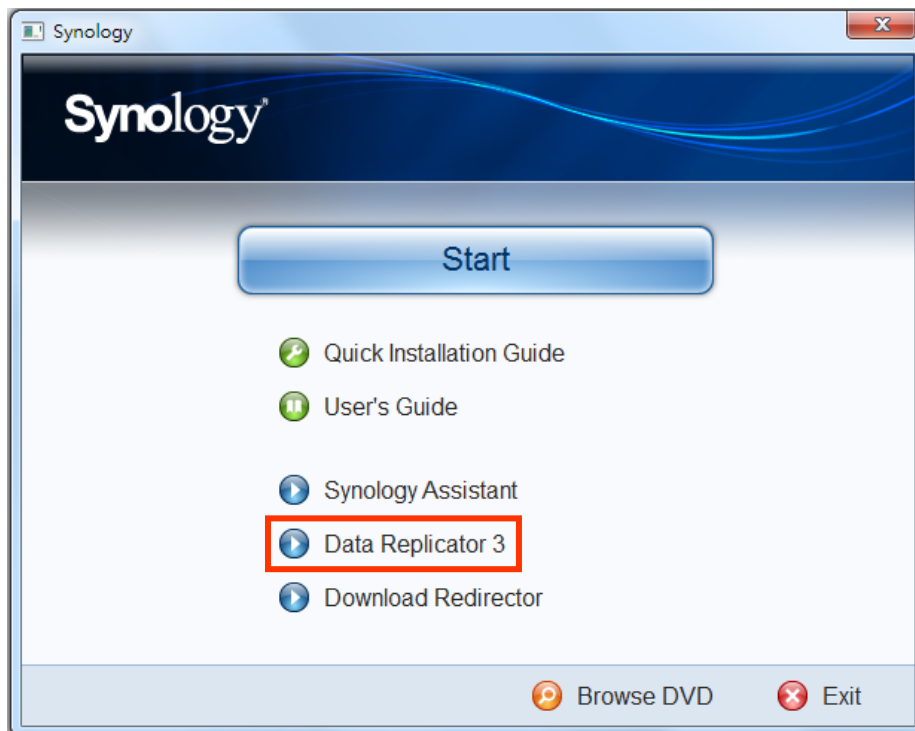 Synology
Synology
Start
Quick Installation Guide
User's Guide
Synology Assistant
Data Replicator 3
Download Redirector
Browse DVD
Exit